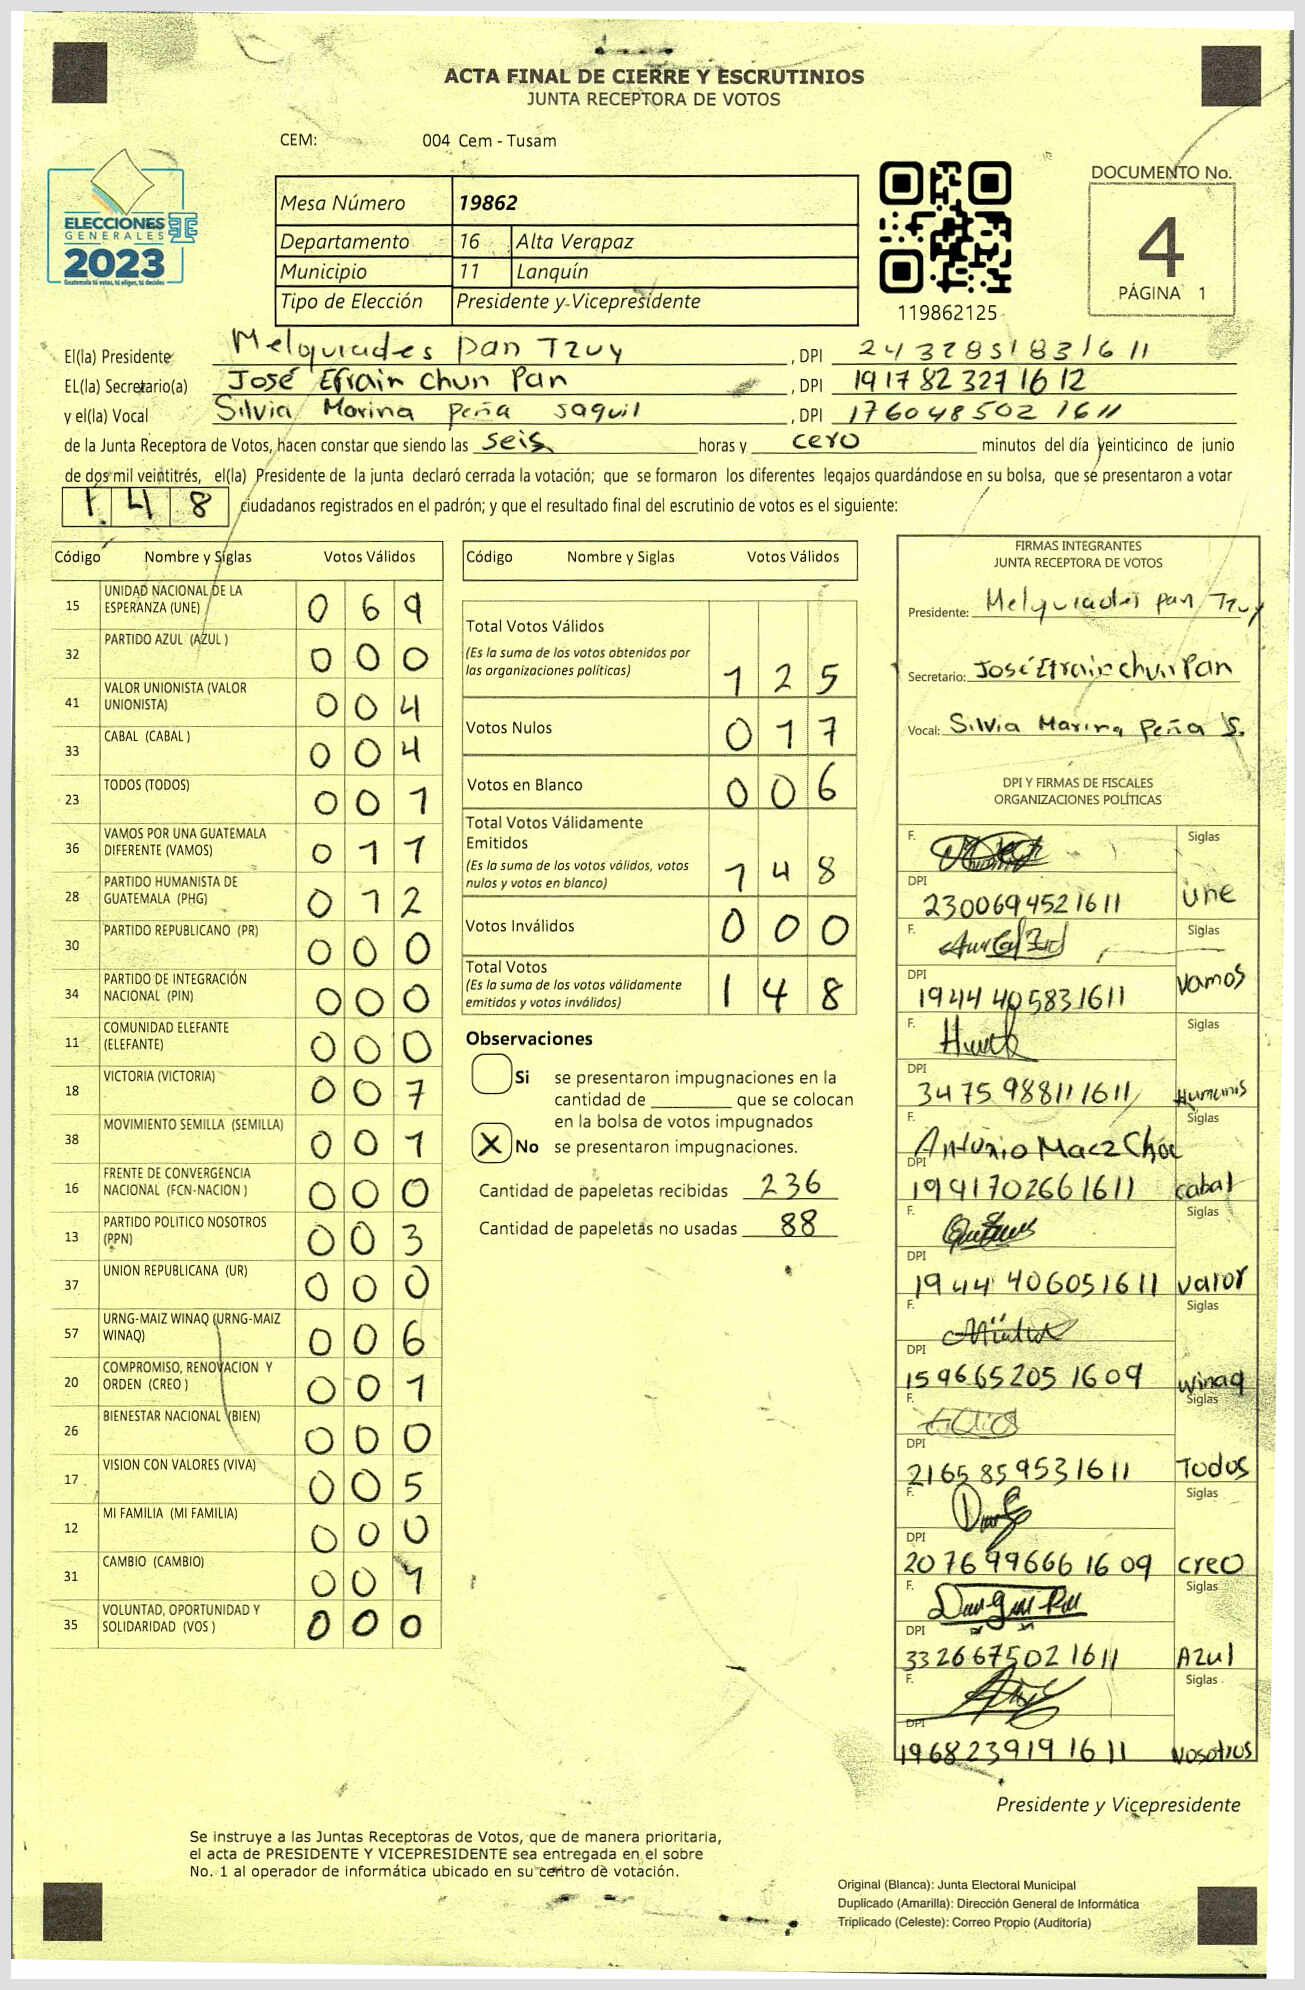 ACTA FINAL DE CIERRE Y ESCRUTINIOS
JUNTA RECEPTORA DE VOTOS
CEM: 004 Cem - Tusam
ELECCIONES
GENERALES
2023
Guatemala tú votas, tú eliges, tú decides
Mesa Número 19862
Departamento 16 Alta Verapaz
Municipio 11 Lanquín
Tipo de Elección Presidente y Vicepresidente
119862125
DOCUMENTO No.
4
PÁGINA 1
El(la) Presidente Melquiades Pan Tzuy , DPI 2432851831611
EL(la) Secretario(a) José Efrain Chun Pan , DPI 1917823271612
y el(la) Vocal Silvia Marina Peña Saquil , DPI 1760485021611
de la Junta Receptora de Votos, hacen constar que siendo las seis horas y cero minutos del día veinticinco de junio
de dos mil veintitrés, el(la) Presidente de la junta declaró cerrada la votación; que se formaron los diferentes legajos guardándose en su bolsa, que se presentaron a votar
1 4 8 ciudadanos registrados en el padrón; y que el resultado final del escrutinio de votos es el siguiente:
Código Nombre y Siglas Votos Válidos
15 UNIDAD NACIONAL DE LA
ESPERANZA (UNE) 0 6 9
32 PARTIDO AZUL (AZUL ) 0 0 0
41 VALOR UNIONISTA (VALOR
UNIONISTA) 0 0 4
33 CABAL (CABAL ) 0 0 4
23 TODOS (TODOS) 0 0 1
36 VAMOS POR UNA GUATEMALA
DIFERENTE (VAMOS) 0 1 1
28 PARTIDO HUMANISTA DE
GUATEMALA (PHG) 0 1 2
30 PARTIDO REPUBLICANO (PR) 0 0 0
34 PARTIDO DE INTEGRACIÓN
NACIONAL (PIN) 0 0 0
11 COMUNIDAD ELEFANTE
(ELEFANTE) 0 0 0
18 VICTORIA (VICTORIA) 0 0 7
38 MOVIMIENTO SEMILLA (SEMILLA) 0 0 1
16 FRENTE DE CONVERGENCIA
NACIONAL (FCN-NACION ) 0 0 0
13 PARTIDO POLITICO NOSOTROS
(PPN) 0 0 3
37 UNION REPUBLICANA (UR) 0 0 0
57 URNG-MAIZ WINAQ (URNG-MAIZ
WINAQ) 0 0 6
20 COMPROMISO, RENOVACION Y
ORDEN (CREO ) 0 0 1
26 BIENESTAR NACIONAL (BIEN) 0 0 0
17 VISION CON VALORES (VIVA) 0 0 5
12 MI FAMILIA (MI FAMILIA) 0 0 0
31 CAMBIO (CAMBIO) 0 0 1
35 VOLUNTAD, OPORTUNIDAD Y
SOLIDARIDAD (VOS ) 0 0 0
Código Nombre y Siglas Votos Válidos
Total Votos Válidos
(Es la suma de los votos obtenidos por
las organizaciones políticas) 1 2 5
Votos Nulos 0 1 7
Votos en Blanco 0 0 6
Total Votos Válidamente
Emitidos
(Es la suma de los votos válidos, votos
nulos y votos en blanco) 1 4 8
Votos Inválidos 0 0 0
Total Votos
(Es la suma de los votos válidamente
emitidos y votos inválidos) 1 4 8
Observaciones
Si se presentaron impugnaciones en la
cantidad de ________ que se colocan
en la bolsa de votos impugnados
X No se presentaron impugnaciones.
Cantidad de papeletas recibidas 236
Cantidad de papeletas no usadas 88
FIRMAS INTEGRANTES
JUNTA RECEPTORA DE VOTOS
Presidente: Melquiades pan Tzuy
Secretario: José Efrain chun Pan
Vocal: Silvia Marina Peña S.
DPI Y FIRMAS DE FISCALES
ORGANIZACIONES POLÍTICAS
F. Siglas
DPI
2300694521611 une
F. Siglas
DPI
1944405831611 Vamos
F. Siglas
DPI
3475988111611 Humanis
F. Antonio Macz Choc Siglas
DPI
1941702661611 cabal
F. Siglas
DPI
1944406051611 valor
F. Siglas
DPI
1596652051609 winaq
F. Siglas
DPI
2165859531611 Todos
F. Siglas
DPI
2076996661609 creo
F. Siglas
DPI
3326675021611 Azul
F. Siglas
DPI
1968239191611 Nosotros
Presidente y Vicepresidente
Se instruye a las Juntas Receptoras de Votos, que de manera prioritaria,
el acta de PRESIDENTE Y VICEPRESIDENTE sea entregada en el sobre
No. 1 al operador de informática ubicado en su centro de votación.
Original (Blanca): Junta Electoral Municipal
Duplicado (Amarilla): Dirección General de Informática
Triplicado (Celeste): Correo Propio (Auditoría)